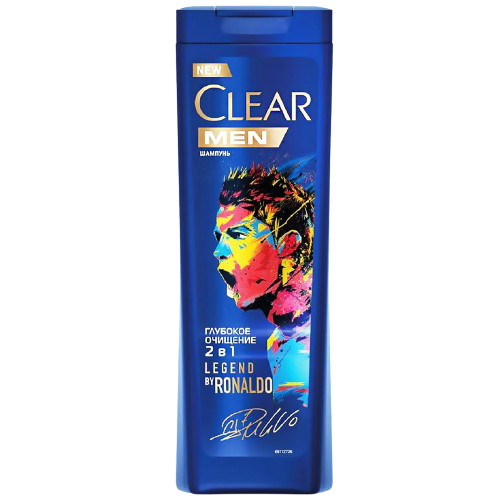 NEW
CLEAR
MEN
ШАМПУНЬ
ГЛУБОКОЕ
ОЧИЩЕНИЕ
2 в 1
LEGEND
BY RONALDO